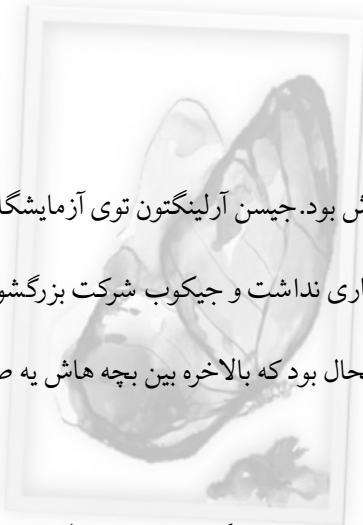 ش بود.جیسن آرلینگتون توی آزمایشگا
اری نداشت و جیکوب شرکت بزرگشو
حال بود که بالاخره بین بچه هاش یه ص